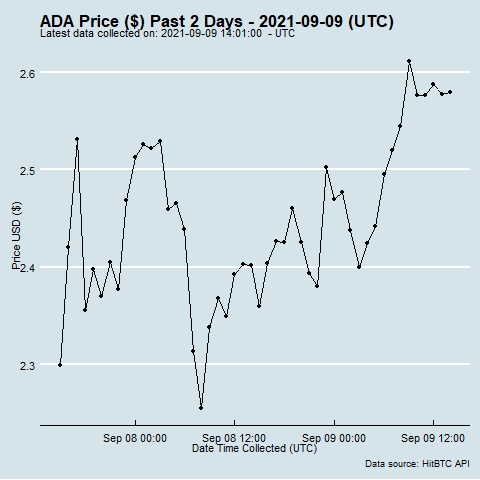 ADA Price ($) Past 2 Days - 2021-09-09 (UTC)
Latest data collected on: 2021-09-09 14:01:00  - UTC
2.6
2.5
2.4
2.3
Price USD ($)
Sep 08 00:00
Sep 08 12:00
Sep 09 00:00
Sep 09 12:00
Date Time Collected (UTC)
Data source: HitBTC API